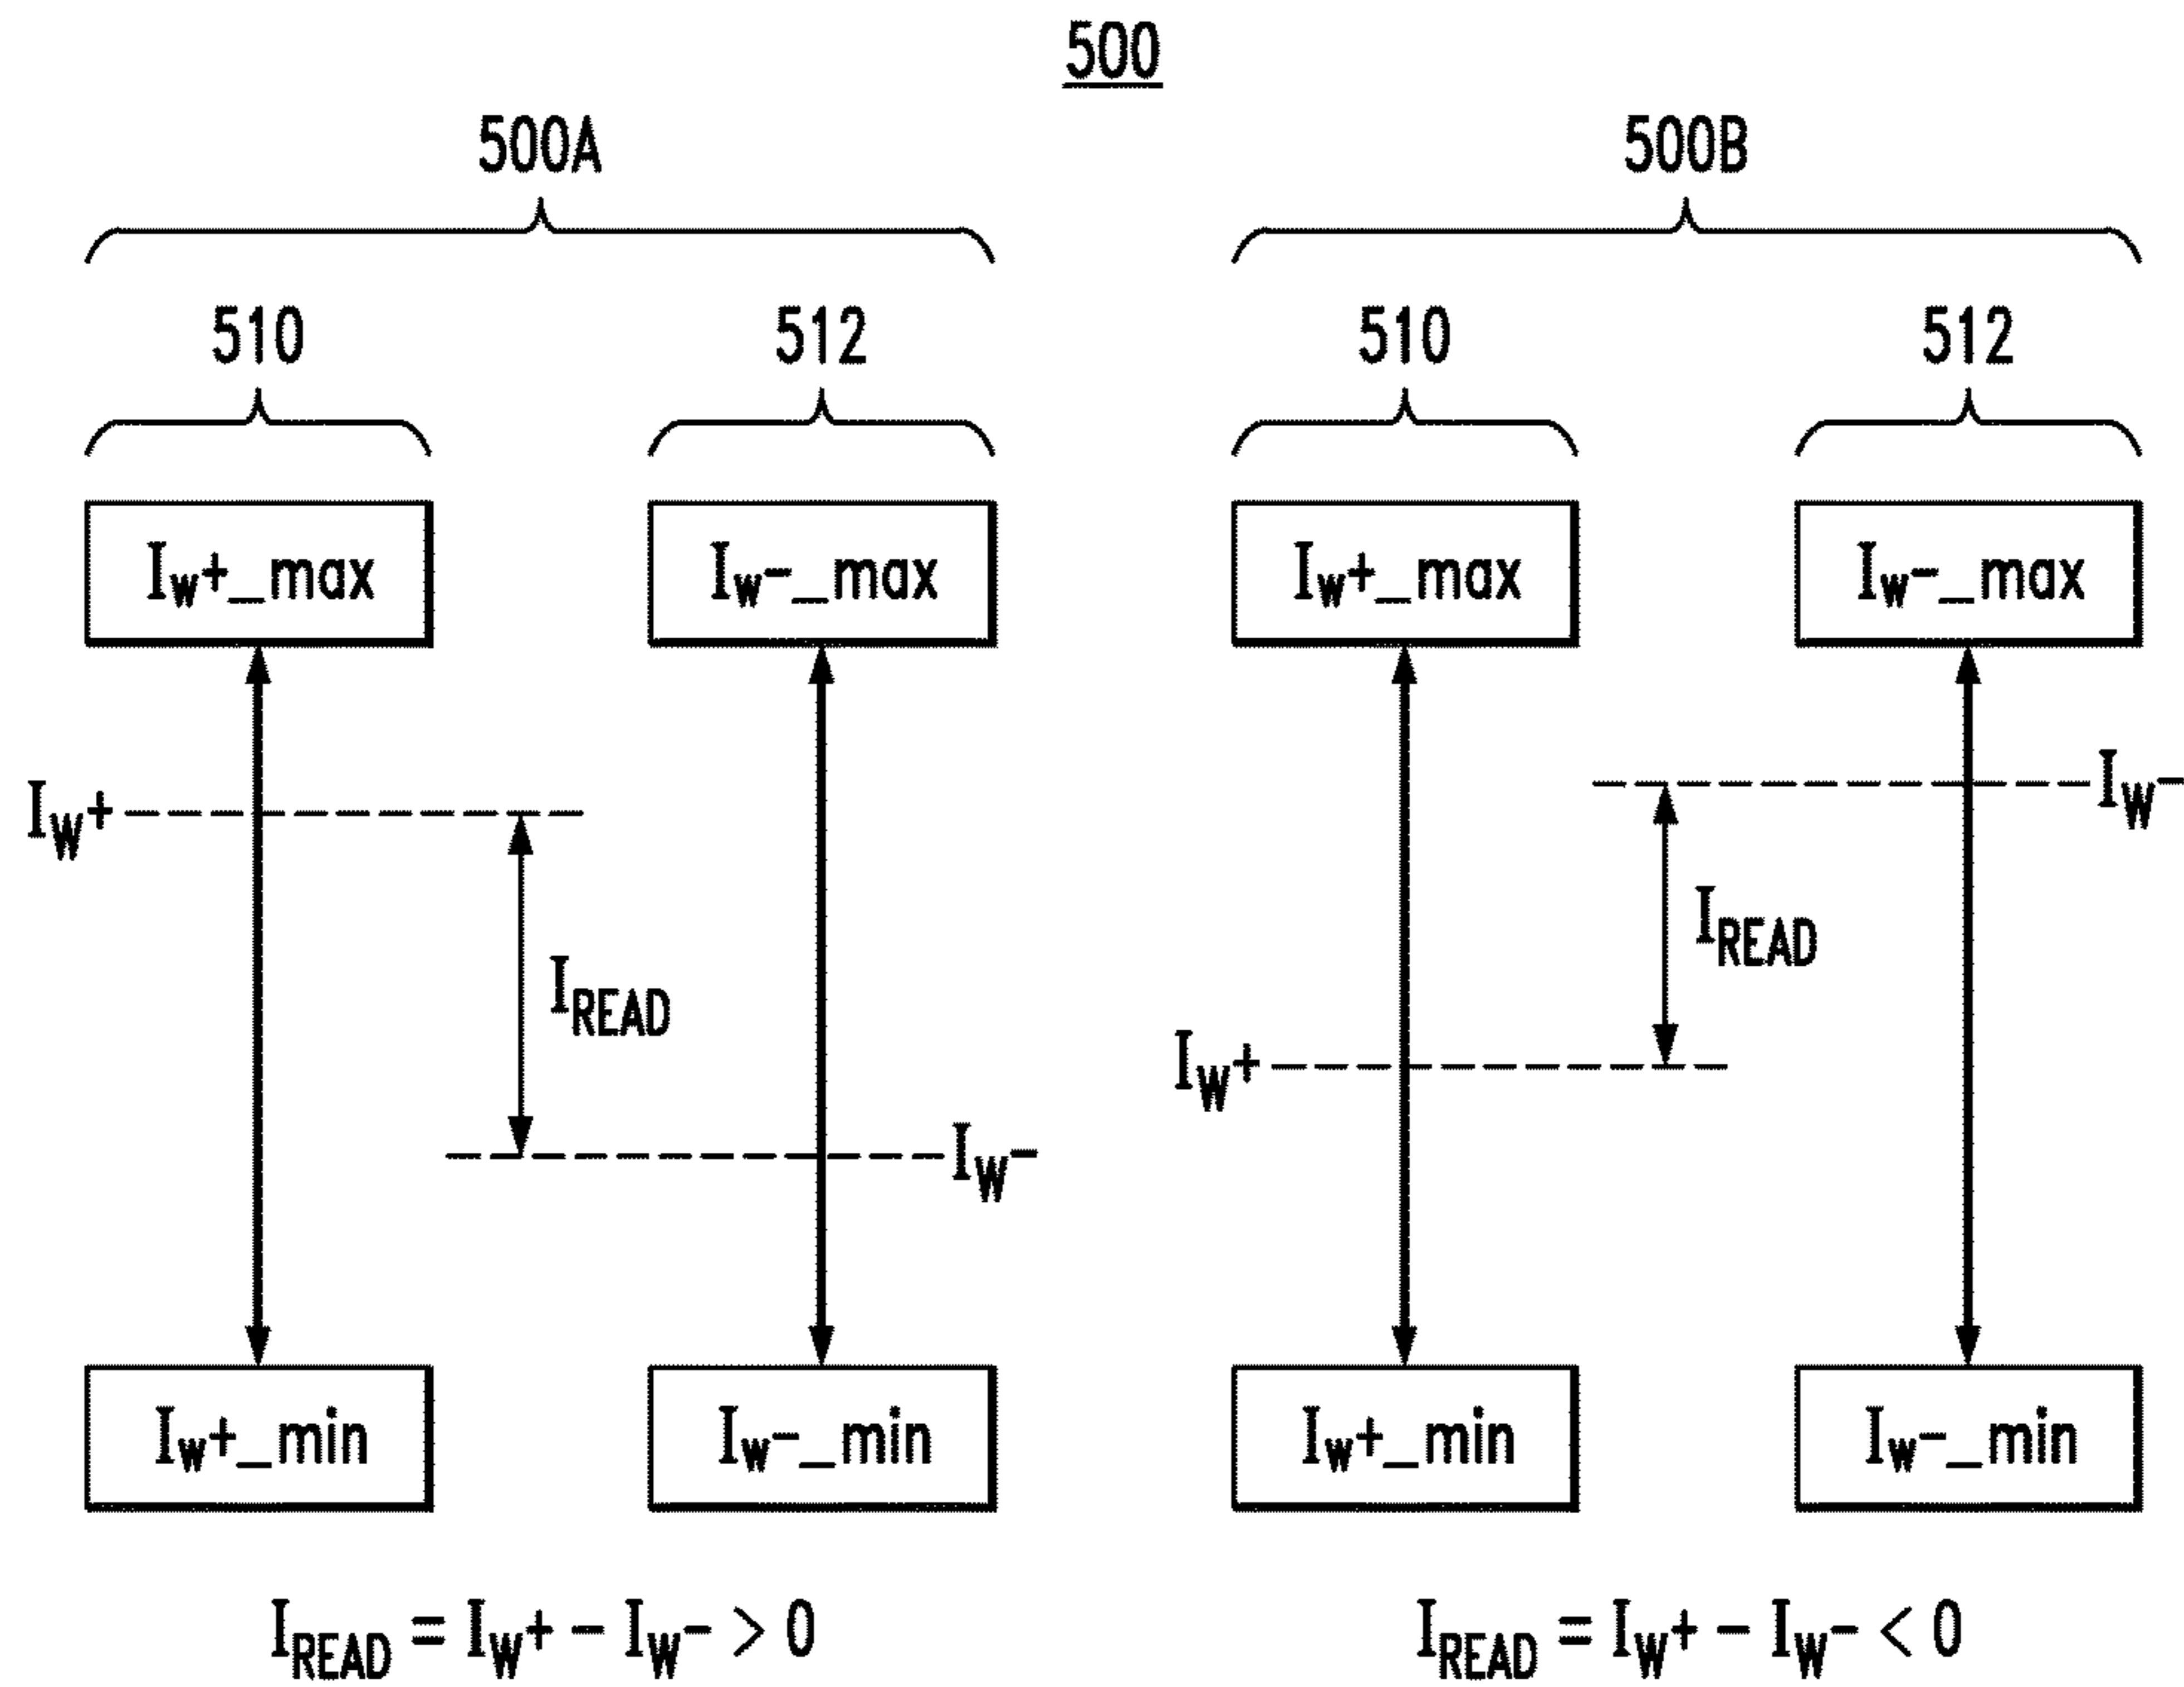 500
500A 500B
510 512 510 512
Iw+_max Iw-_max Iw+_max Iw-_max
Iw-
Iw+
IREAD
IREAD
Iw+
Iw-
Iw+_min Iw-_min Iw+_min Iw-_min
IREAD = IW+ - IW- > 0 IREAD = IW+ - IW- < 0